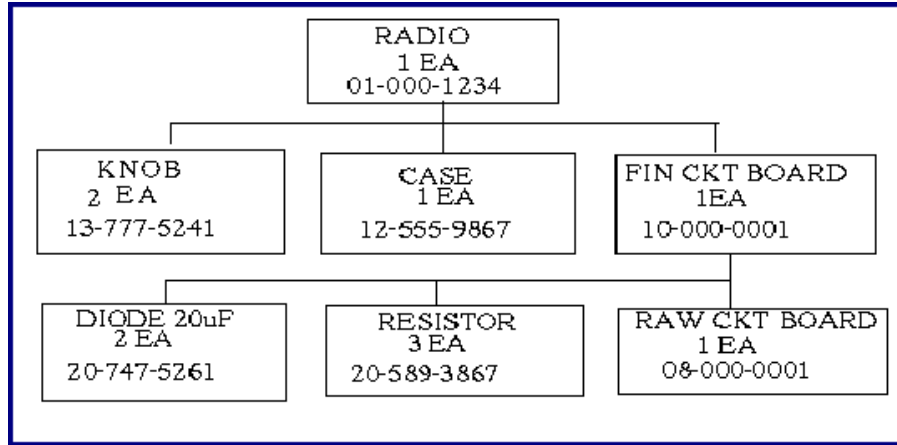 RADIO
1 EA
01-000-1234
KNOB
2 EA
13-777-5241
CASE
1 EA
12-555-9867
FIN CKT BOARD
1EA
10-000-0001
DIODE 20uF
2 EA
20-747-5261
RESISTOR
3 EA
20-589-3867
RAW CKT BOARD
1 EA
08-000-0001